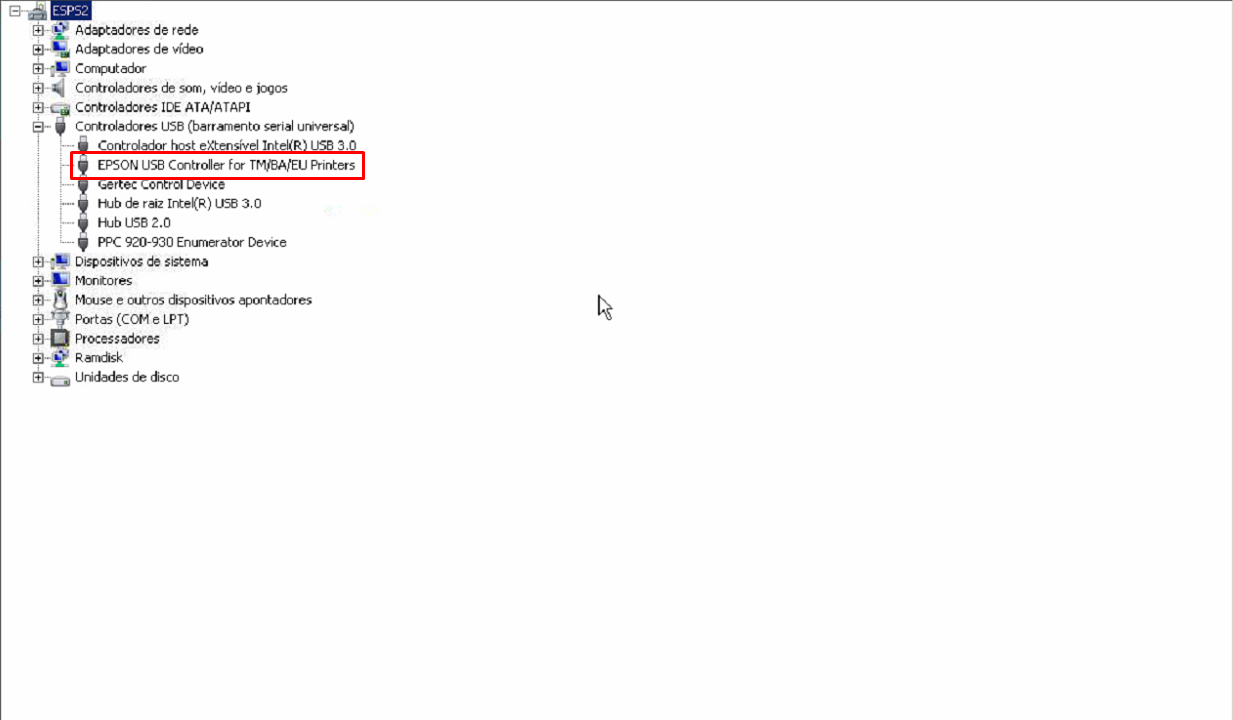 ESPS2
Adaptadores de rede
Adaptadores de vídeo
Computador
Controladores de som, vídeo e jogos
Controladores IDE ATA/ATAPI
Controladores USB (barramento serial universal)
Controlador host eXtensível Intel(R) USB 3.0
EPSON USB Controller for TM/BA/EU Printers
Gertec Control Device
Hub de raiz Intel(R) USB 3.0
Hub USB 2.0
PPC 920-930 Enumerator Device
Dispositivos de sistema
Monitores
Mouse e outros dispositivos apontadores
Portas (COM e LPT)
Processadores
Ramdisk
Unidades de disco